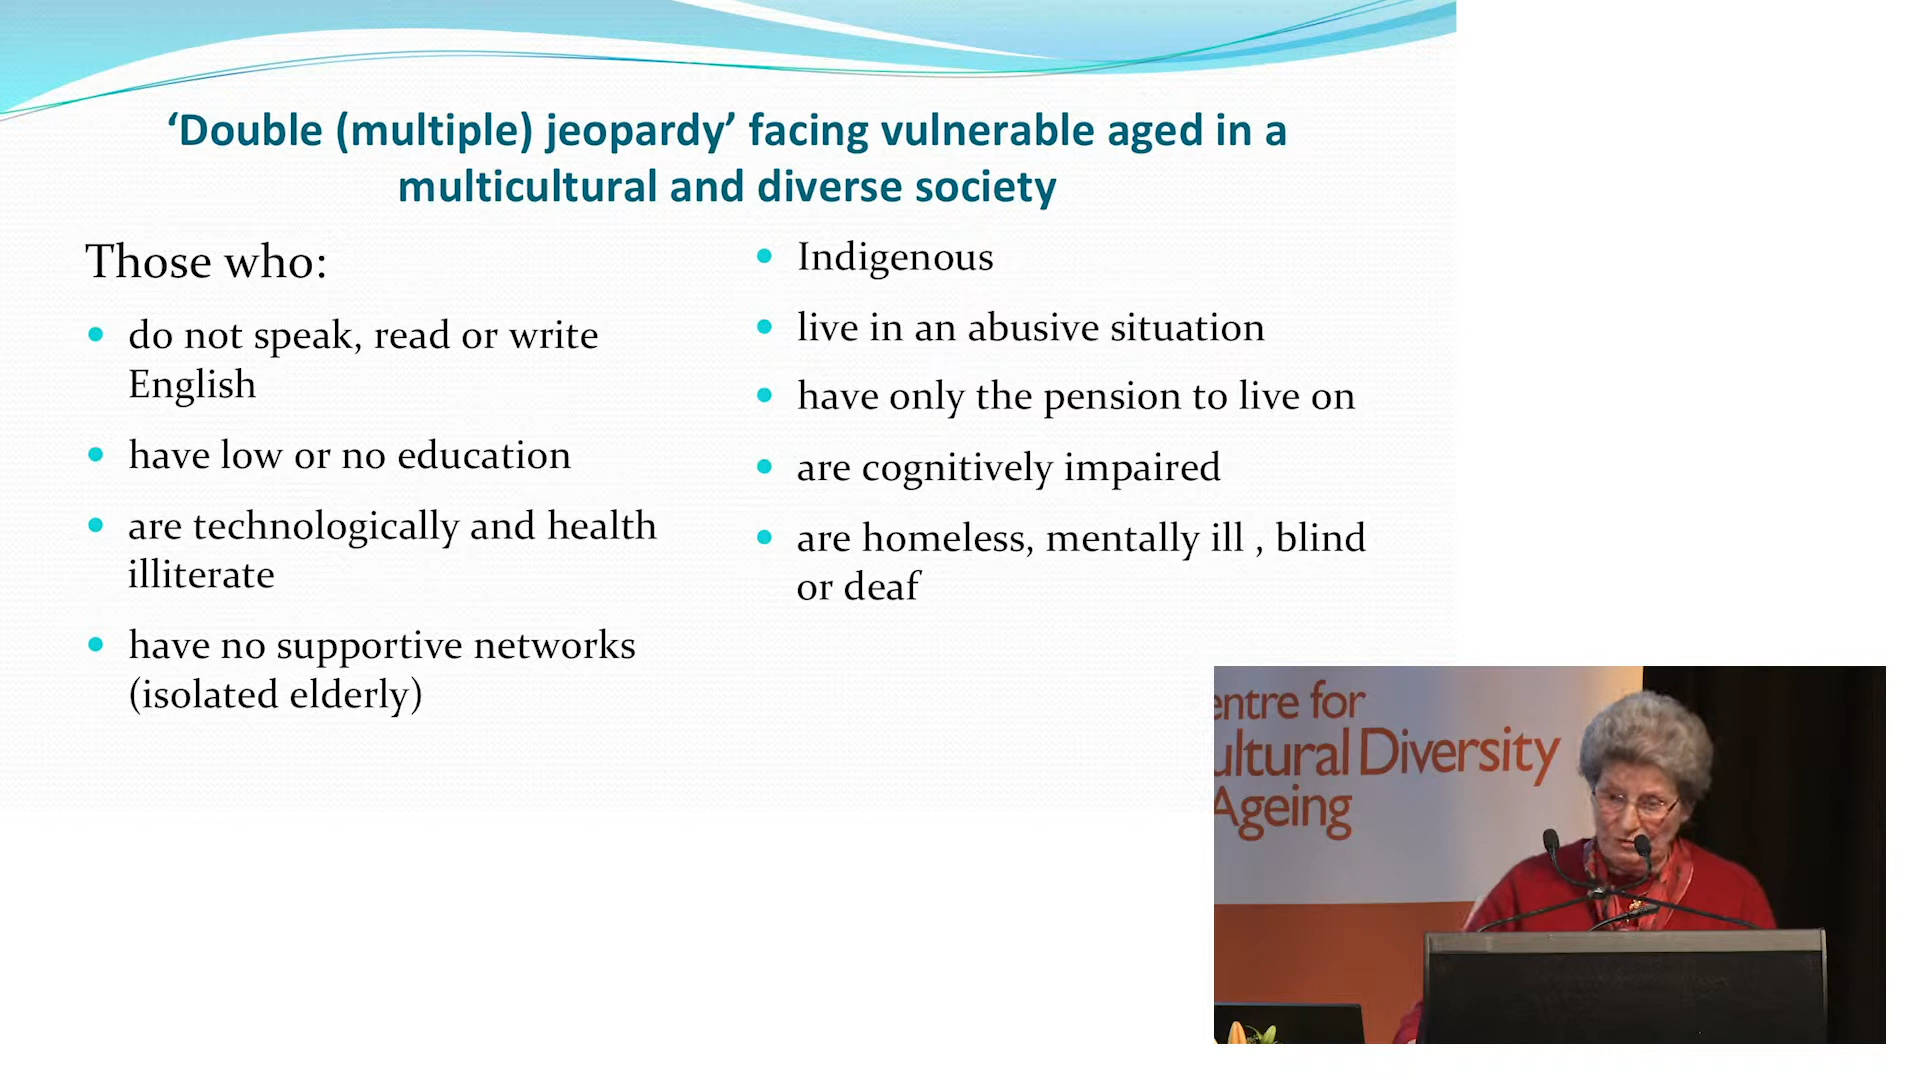 ‘Double (multiple) jeopardy’ facing vulnerable aged in a
multicultural and diverse society
Those who:
• do not speak, read or write
English
• have low or no education
• are technologically and health
illiterate
• have no supportive networks
(isolated elderly)
• Indigenous
• live in an abusive situation
• have only the pension to live on
• are cognitively impaired
• are homeless, mentally ill , blind
or deaf
entre for
ultural Diversity
Ageing